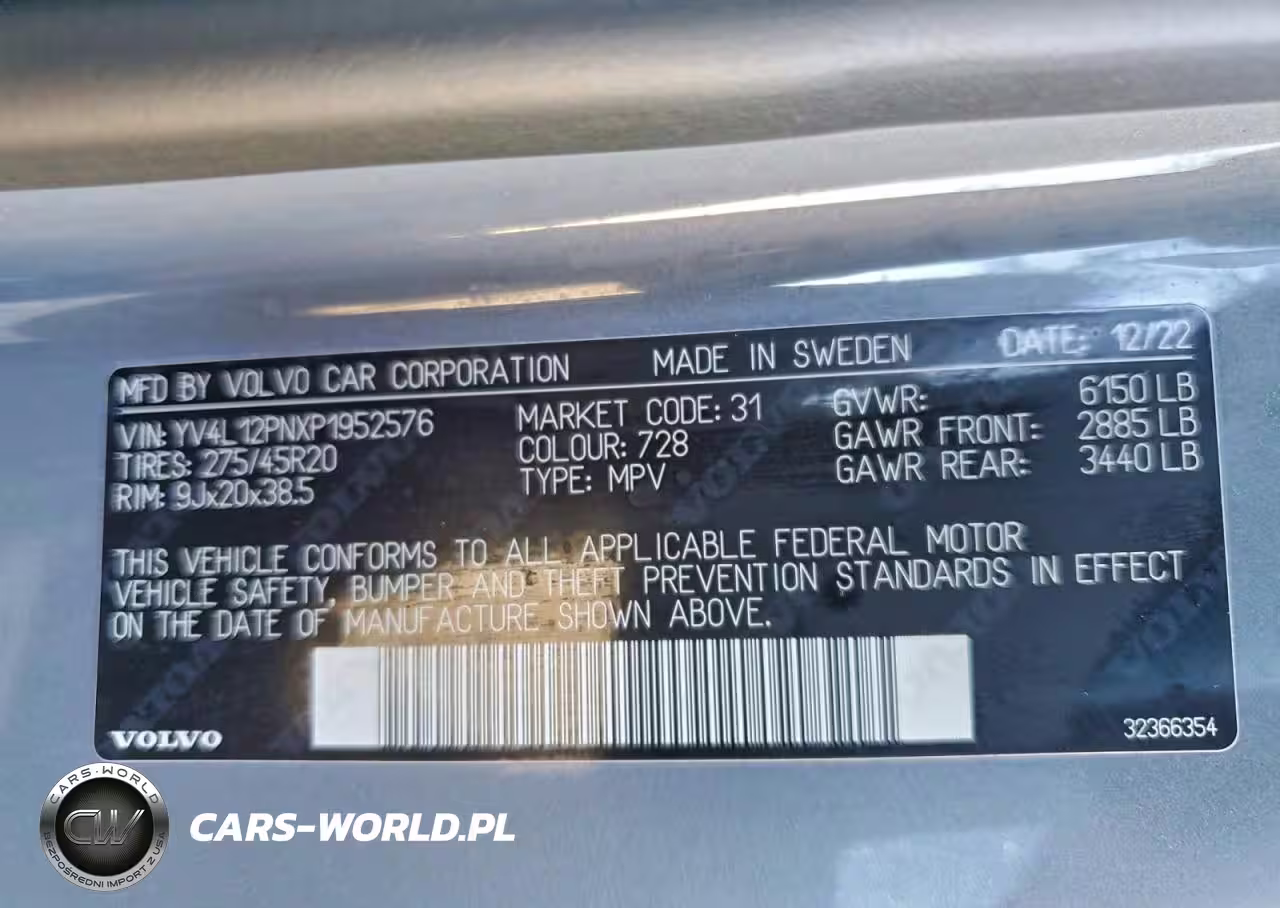 MFD BY VOLVO CAR CORPORATION MADE IN SWEDEN DATE: 12/22
VIN: YV4L12PNXP1952576 MARKET CODE: 31 GVWR: 6150 LB
TIRES: 275/45R20 COLOUR: 728 GAWR FRONT: 2885 LB
RIM: 9Jx20x38.5 TYPE: MPV GAWR REAR: 3440 LB
THIS VEHICLE CONFORMS TO ALL APPLICABLE FEDERAL MOTOR
VEHICLE SAFETY, BUMPER AND THEFT PREVENTION STANDARDS IN EFFECT
ON THE DATE OF MANUFACTURE SHOWN ABOVE.
VOLVO
32366354
CARS-WORLD
CW
BEZPOŚREDNI IMPORT Z USA
CARS-WORLD.PL